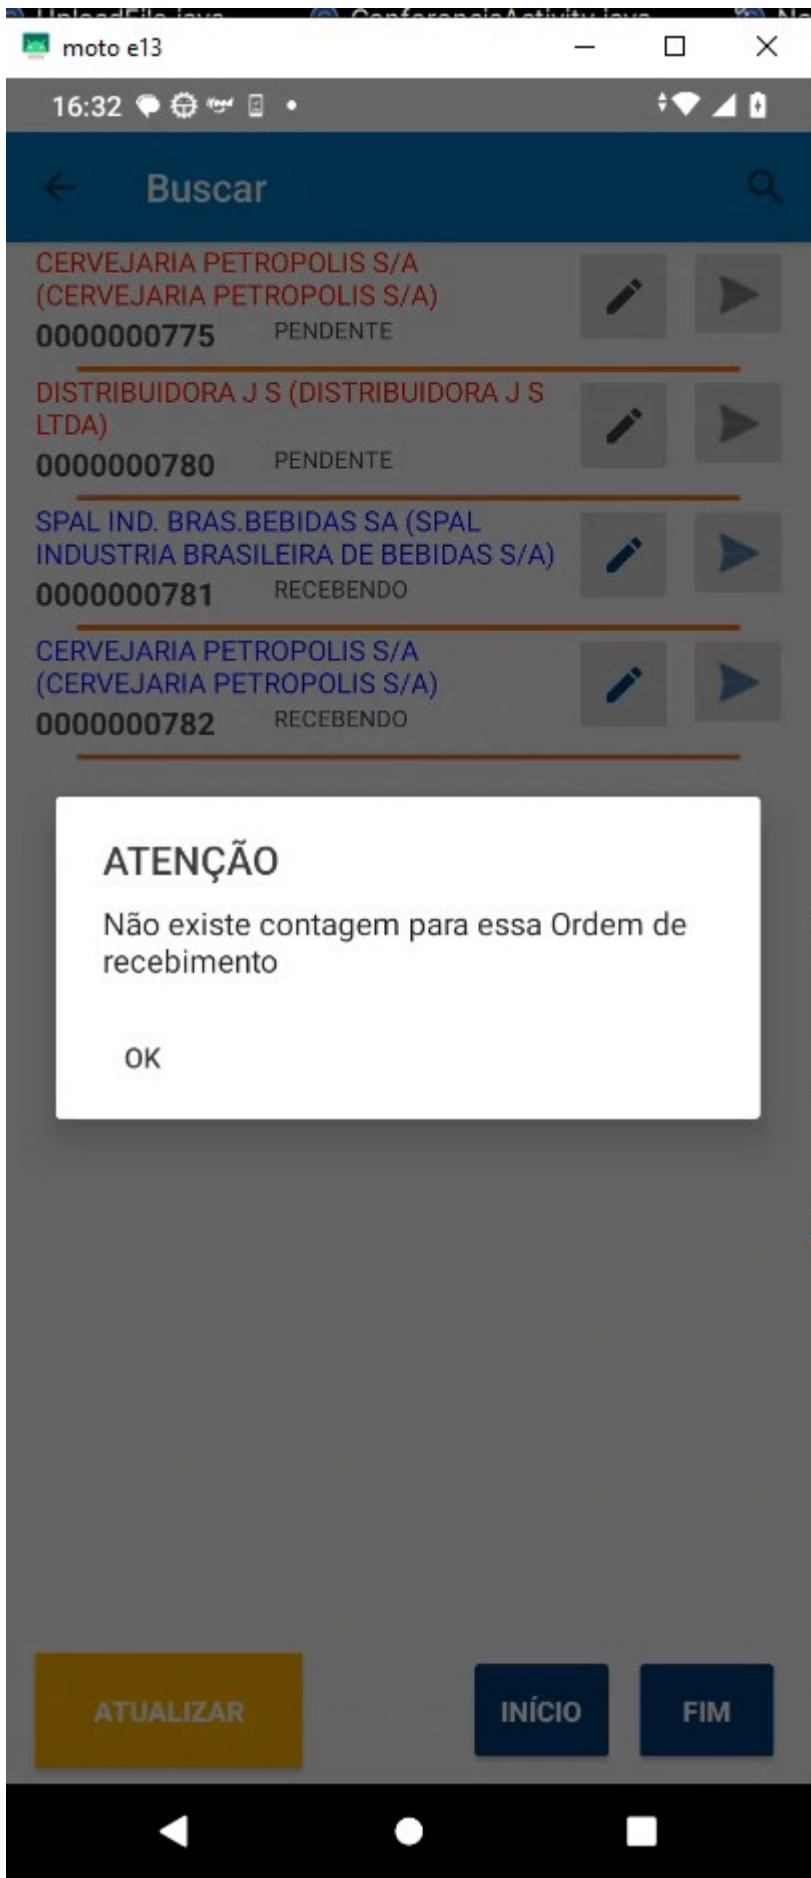 moto e13
16:32
Buscar
CERVEJARIA PETROPOLIS S/A
(CERVEJARIA PETROPOLIS S/A)
0000000775 PENDENTE
DISTRIBUIDORA J S (DISTRIBUIDORA J S
LTDA)
0000000780 PENDENTE
SPAL IND. BRAS.BEBIDAS SA (SPAL
INDUSTRIA BRASILEIRA DE BEBIDAS S/A)
0000000781 RECEBENDO
CERVEJARIA PETROPOLIS S/A
(CERVEJARIA PETROPOLIS S/A)
0000000782 RECEBENDO
ATENÇÃO
Não existe contagem para essa Ordem de
recebimento
OK
ATUALIZAR INÍCIO FIM